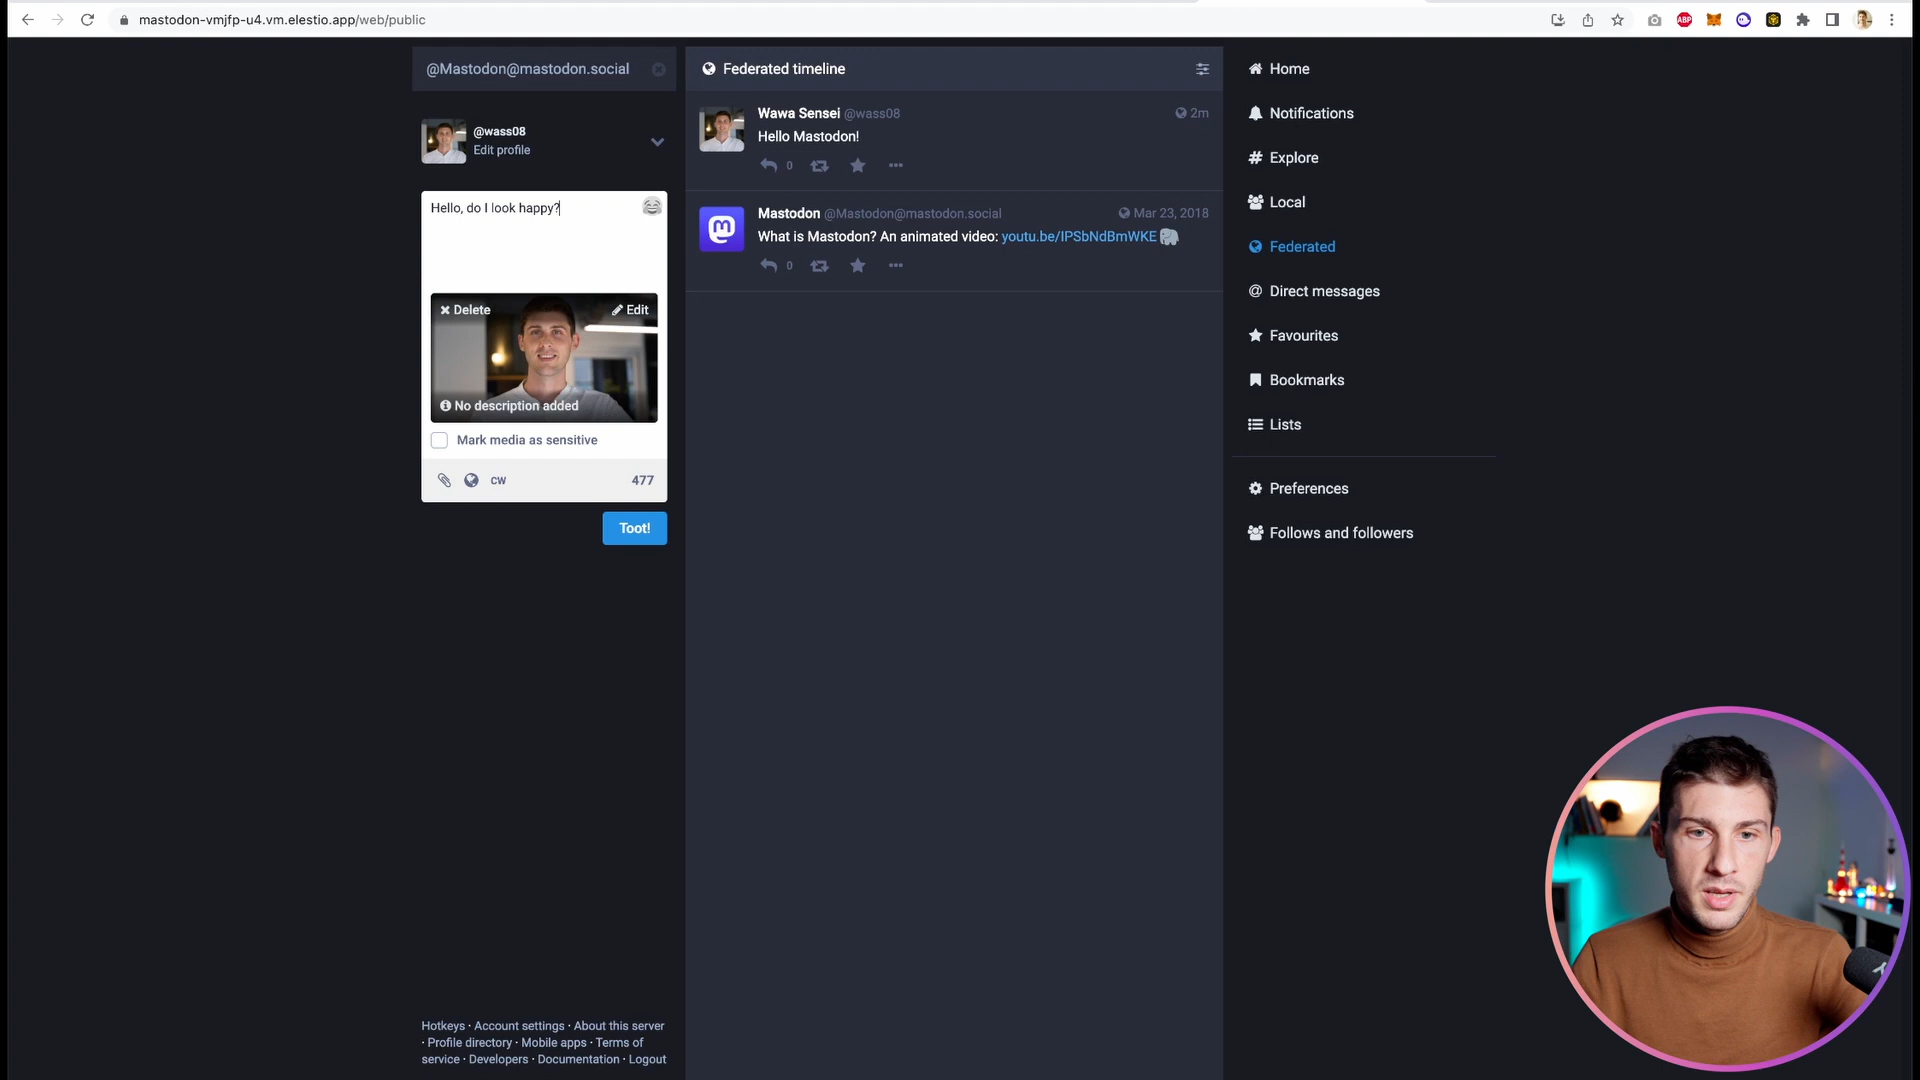 mastodon-vmjfp-u4.vm.elestio.app/web/public
ABP
@Mastodon@mastodon.social
@wass08
Edit profile
Hello, do I look happy?
Delete
Edit
No description added
Mark media as sensitive
CW
477
Toot!
Hotkeys · Account settings · About this server
· Profile directory · Mobile apps · Terms of
service · Developers · Documentation · Logout
Federated timeline
Wawa Sensei @wass08
2m
Hello Mastodon!
0
Mastodon @Mastodon@mastodon.social
Mar 23, 2018
What is Mastodon? An animated video: youtu.be/IPSbNdBmWKE
0
Home
Notifications
Explore
Local
Federated
Direct messages
Favourites
Bookmarks
Lists
Preferences
Follows and followers